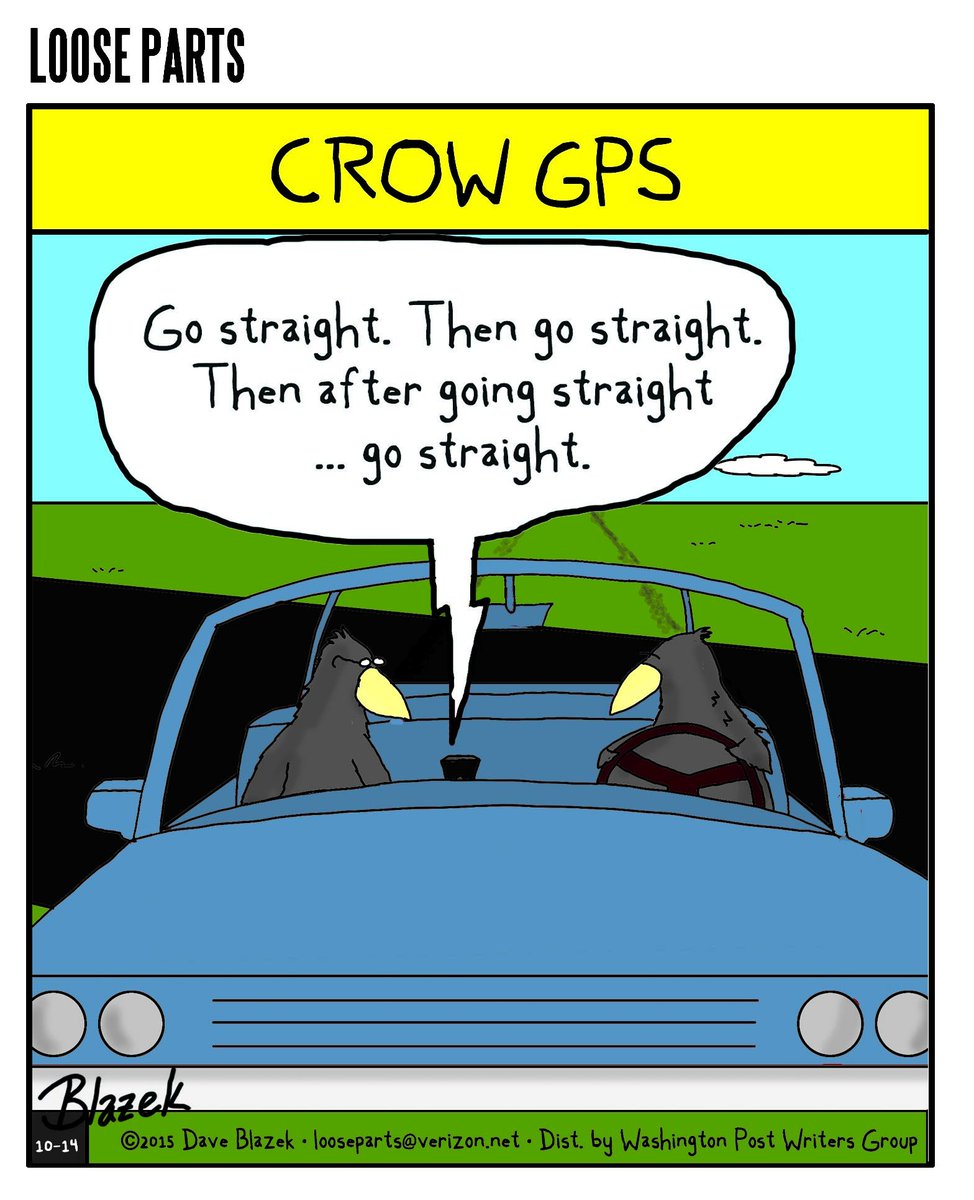 LOOSE PARTS
CROW GPS
Go straight. Then go straight.
Then after going straight
... go straight.
Blazek
10-14
©2015 Dave Blazek · looseparts@verizon.net · Dist. by Washington Post Writers Group